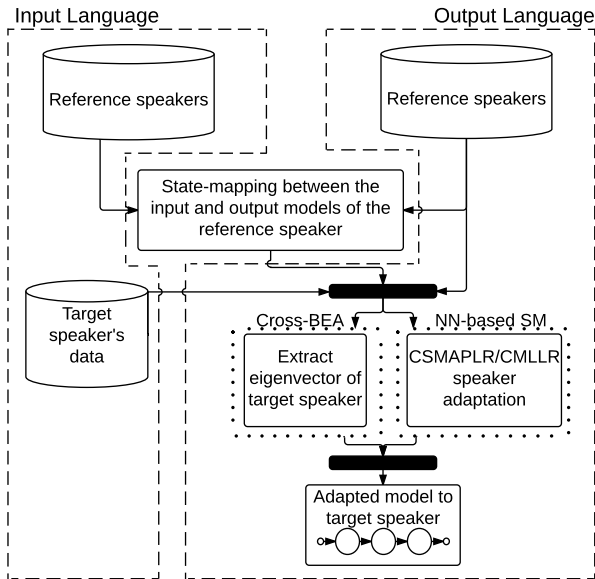 Input Language
Output Language
Reference speakers
Reference speakers
State-mapping between the
input and output models of the
reference speaker
Target
speaker's
data
Cross-BEA
NN-based SM
Extract
eigenvector of
target speaker
CSMAPLR/CMLLR
speaker
adaptation
Adapted model to
target speaker